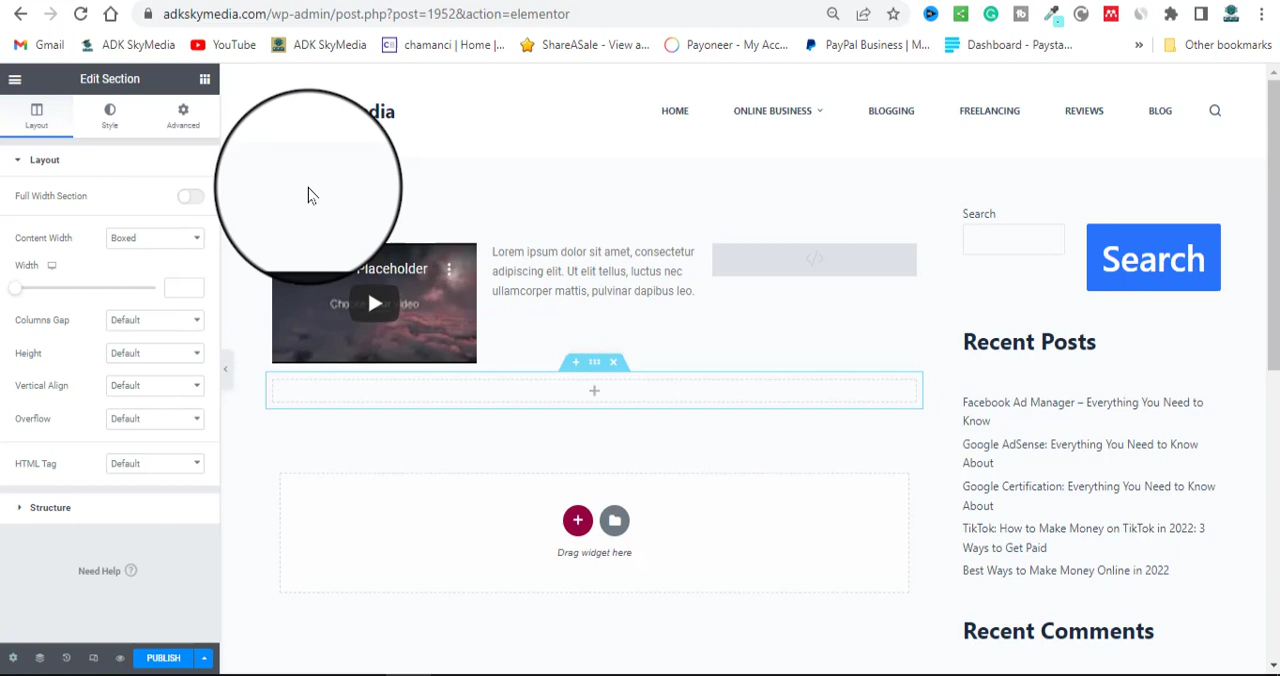 adkskymedia.com/wp-admin/post.php?post=1952&action=elementor
Gmail
ADK SkyMedia
YouTube
ADK SkyMedia
chamanci | Home |...
ShareASale - View a...
Payoneer - My Acc...
PayPal Business | M...
Dashboard - Paysta...
»
Other bookmarks
Edit Section
Layout
Style
Advanced
Layout
Full Width Section
Content Width
Boxed
Width
Columns Gap
Default
Height
Default
Vertical Align
Default
Overflow
Default
HTML Tag
Default
Structure
Need Help
PUBLISH
dia
HOME
ONLINE BUSINESS
BLOGGING
FREELANCING
REVIEWS
BLOG
Placeholder
Lorem ipsum dolor sit amet, consectetur
adipiscing elit. Ut elit tellus, luctus nec
ullamcorper mattis, pulvinar dapibus leo.
Drag widget here
Search
Search
Recent Posts
Facebook Ad Manager – Everything You Need to
Know
Google AdSense: Everything You Need to Know
About
Google Certification: Everything You Need to Know
About
TikTok: How to Make Money on TikTok in 2022: 3
Ways to Get Paid
Best Ways to Make Money Online in 2022
Recent Comments